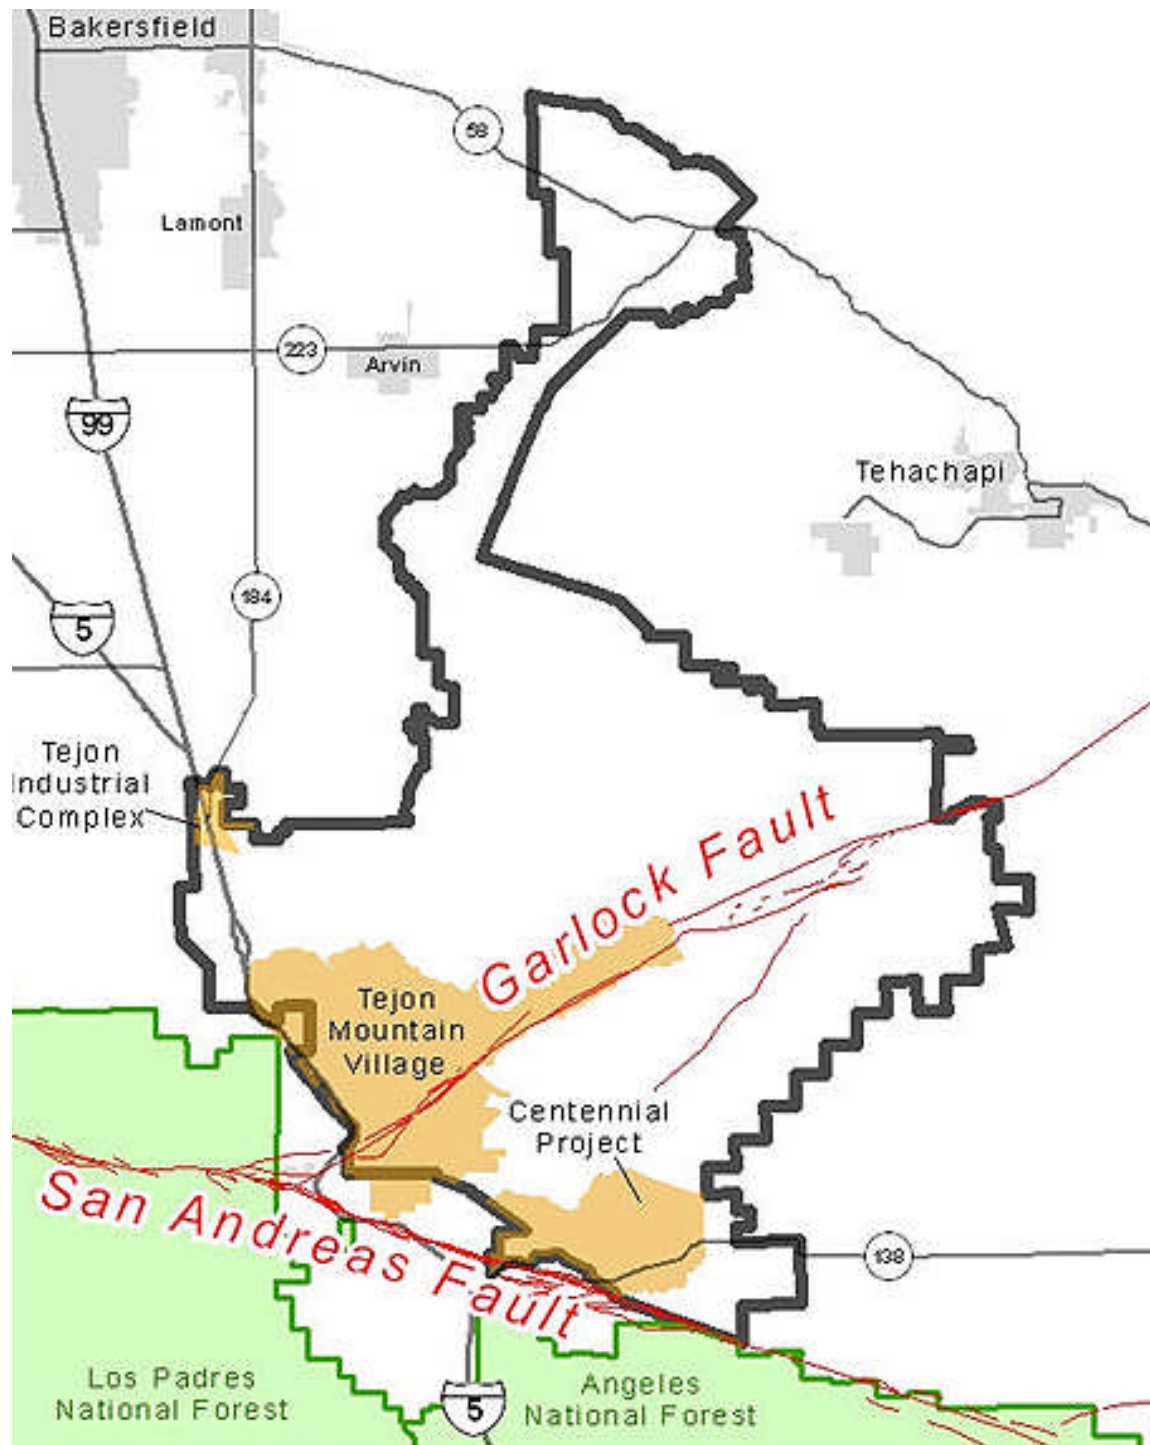 Bakersfield
58
Lamont
223
Arvin
99
Tehachapi
184
5
Tejon
Industrial
Complex
Garlock Fault
Tejon
Mountain
Village
Centennial
Project
San Andreas Fault
138
Los Padres
National Forest
5
Angeles
National Forest